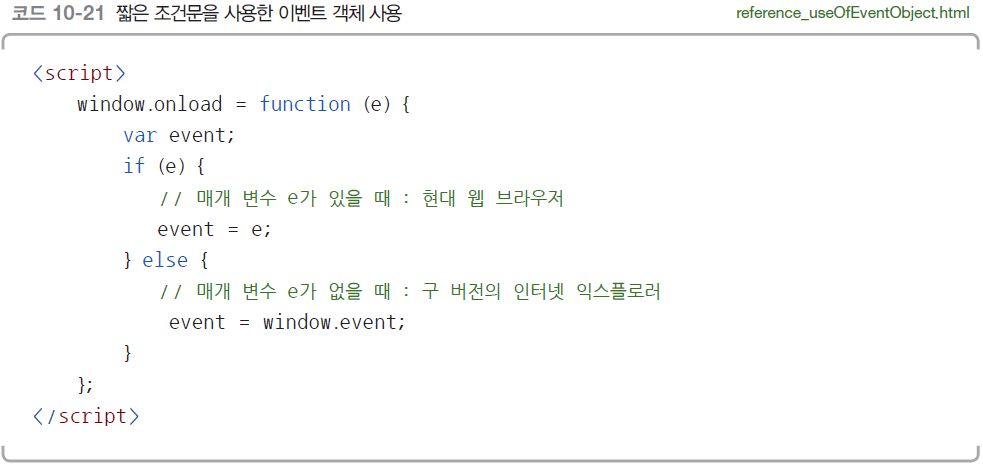 코드 10-21 짧은 조건문을 사용한 이벤트 객체 사용 reference_useOfEventObject.html
<script>
window.onload = function (e) {
var event;
if (e) {
// 매개 변수 e가 있을 때 : 현대 웹 브라우저
event = e;
} else {
// 매개 변수 e가 없을 때 : 구 버전의 인터넷 익스플로러
event = window.event;
}
};
</script>